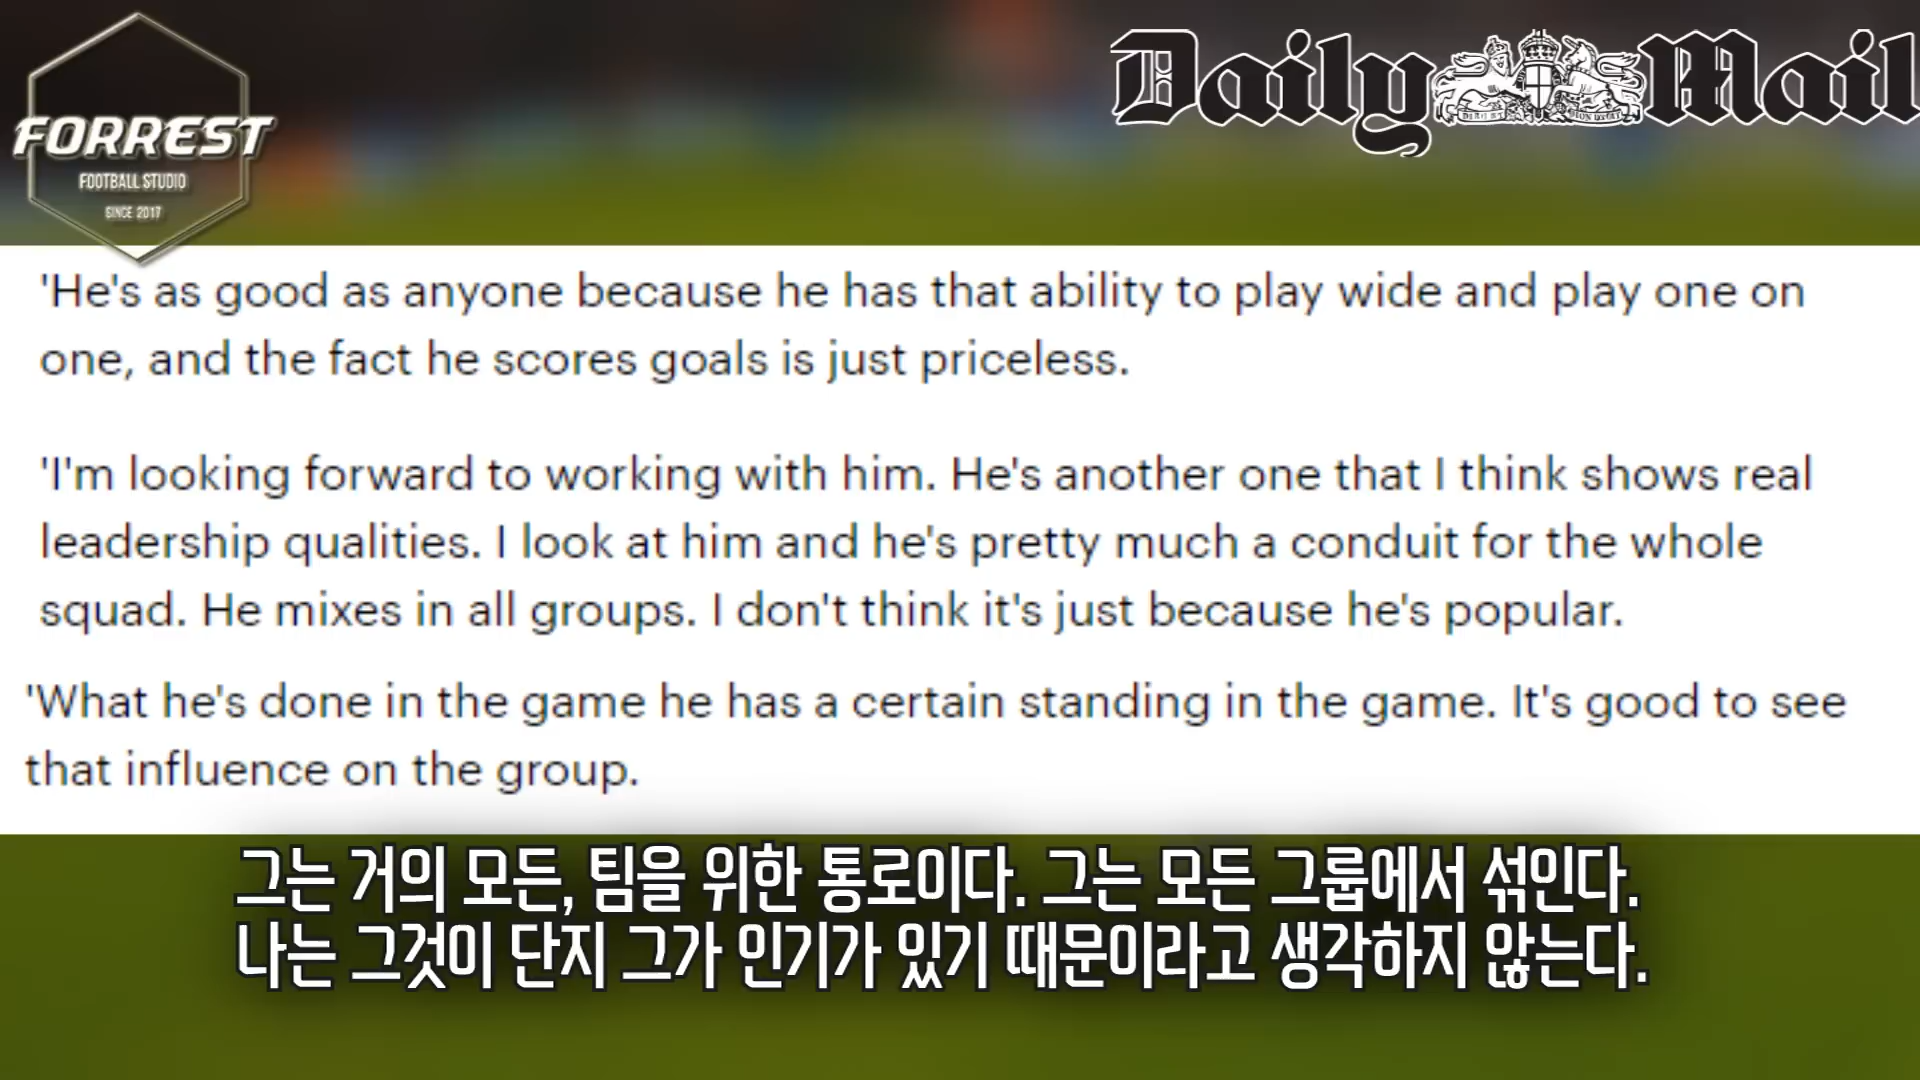 FORREST
FOOTBALL STUDIO
SINCE 2017
Daily Mail
'He's as good as anyone because he has that ability to play wide and play one on
one, and the fact he scores goals is just priceless.
'I'm looking forward to working with him. He's another one that I think shows real
leadership qualities. I look at him and he's pretty much a conduit for the whole
squad. He mixes in all groups. I don't think it's just because he's popular.
'What he's done in the game he has a certain standing in the game. It's good to see
that influence on the group.
그는 거의 모든, 팀을 위한 통로이다. 그는 모든 그룹에서 섞인다.
나는 그것이 단지 그가 인기가 있기 때문이라고 생각하지 않는다.